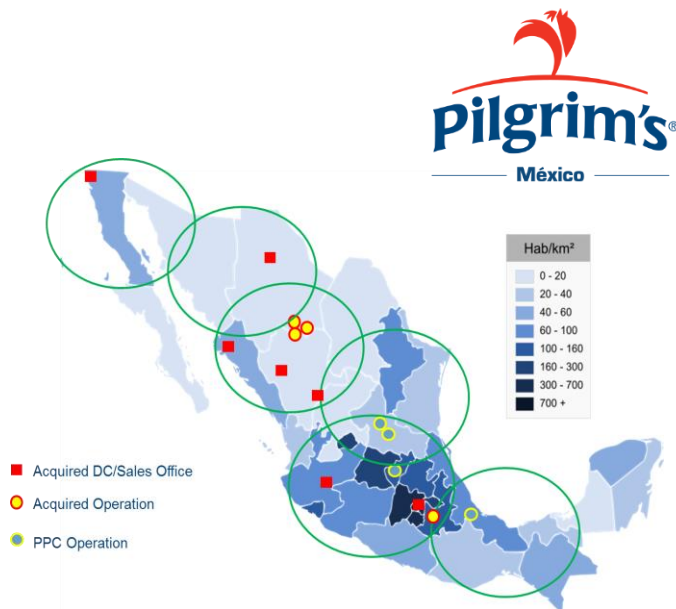 Pilgrim's®
México
Hab/km²
0 - 20
20 - 40
40 - 60
60 - 100
100 - 160
160 - 300
300 - 700
700 +
Acquired DC/Sales Office
Acquired Operation
PPC Operation